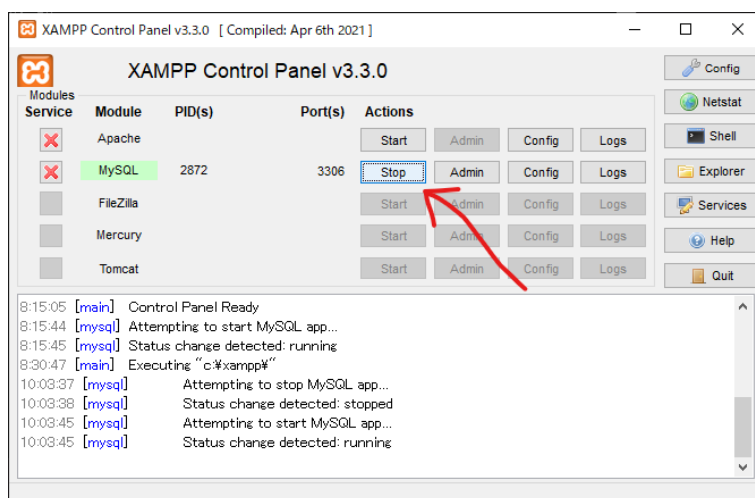 XAMPP Control Panel v3.3.0 [ Compiled: Apr 6th 2021 ]
XAMPP Control Panel v3.3.0
Modules
Service Module PID(s) Port(s) Actions
Apache Start Admin Config Logs
MySQL 2872 3306 Stop Admin Config Logs
FileZilla Start Admin Config Logs
Mercury Start Admin Config Logs
Tomcat Start Admin Config Logs
Config
Netstat
Shell
Explorer
Services
Help
Quit
8:15:05 [main] Control Panel Ready
8:15:44 [mysql] Attempting to start MySQL app...
8:15:45 [mysql] Status change detected: running
8:30:47 [main] Executing "c:¥xampp¥"
10:03:37 [mysql] Attempting to stop MySQL app...
10:03:38 [mysql] Status change detected: stopped
10:03:45 [mysql] Attempting to start MySQL app...
10:03:45 [mysql] Status change detected: running